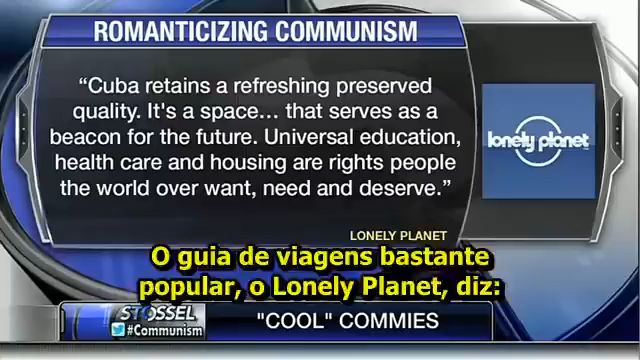 ROMANTICIZING COMMUNISM
“Cuba retains a refreshing preserved
quality. It's a space... that serves as a
beacon for the future. Universal education,
health care and housing are rights people
the world over want, need and deserve.”
lonely planet
LONELY PLANET
O guia de viagens bastante
popular, o Lonely Planet, diz:
STOSSEL
#Communism
"COOL" COMMIES